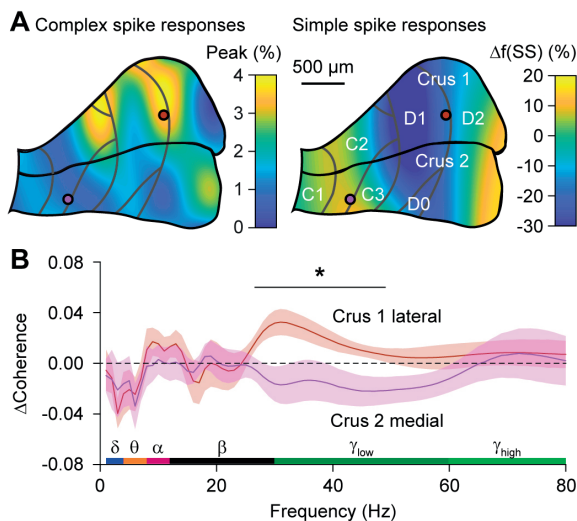 A Complex spike responses Simple spike responses
Peak (%)
4
3
2
1
0
500 µm
Δf(SS) (%)
20
10
0
-10
-20
-30
Crus 1
D1 D2
C2
Crus 2
C1 C3
D0
B
ΔCoherence
0.08
0.04
0.00
-0.04
-0.08
*
Crus 1 lateral
Crus 2 medial
δ θ α β γlow γhigh
0 20 40 60 80
Frequency (Hz)